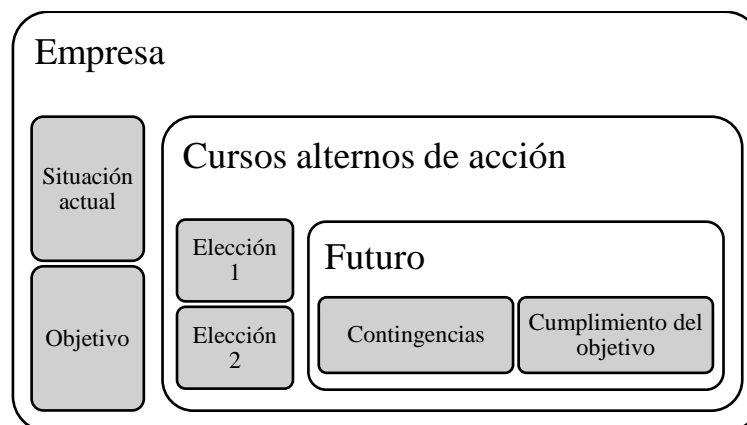 Empresa
Situación
actual
Objetivo
Cursos alternos de acción
Elección
1
Elección
2
Futuro
Contingencias
Cumplimiento del
objetivo